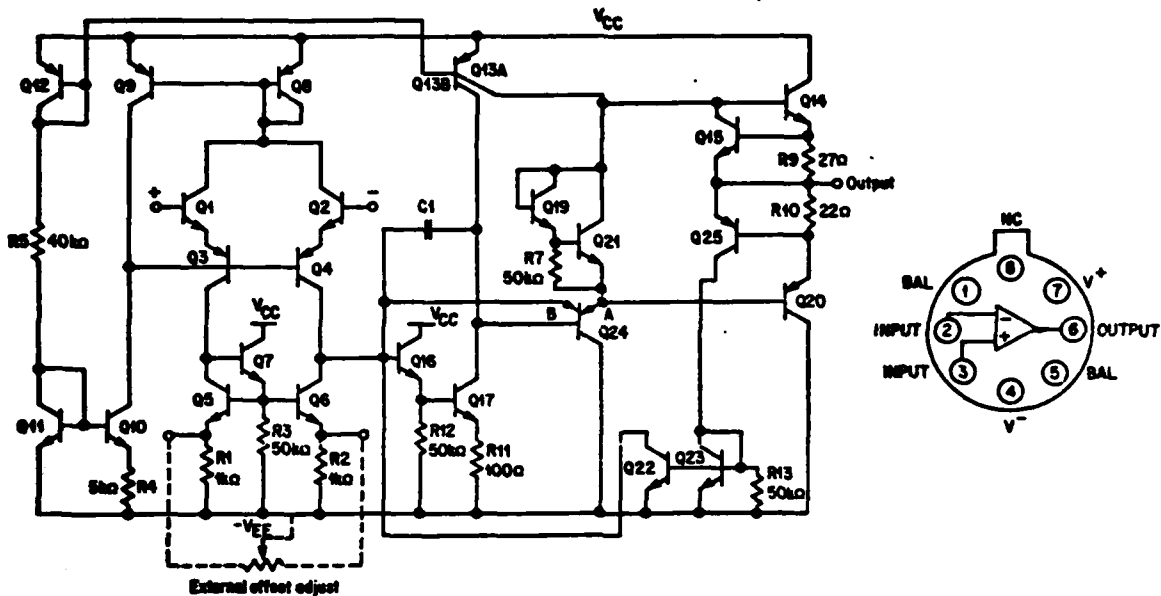 VCC
Q12
Q9
Q8
Q13A
Q13B
Q14
Q15
R9 27Ω
Output
R10 22Ω
+ Q1
Q2 −
C1
Q19
Q21
R7
50kΩ
Q25
R5 40kΩ
Q3
Q4
VCC
Q7
VCC
Q16
B
A
Q24
Q20
Q5
Q6
Q17
Q11
Q10
R3
50kΩ
R12
50kΩ
R11
100Ω
Q22
Q23
R13
50kΩ
5kΩ R4
R1
1kΩ
R2
1kΩ
-VEE
External offset adjust
NC
8
BAL 1
7 V+
INPUT 2
− +
6 OUTPUT
INPUT 3
5 BAL
4
V−